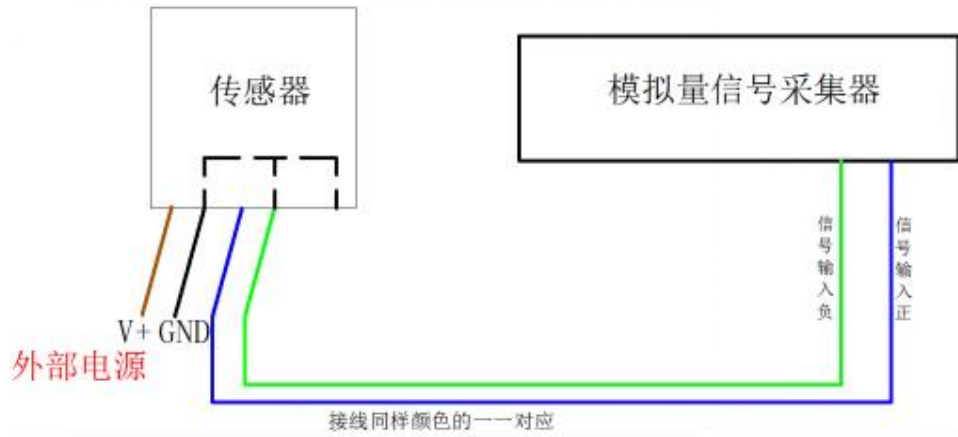 传感器
模拟量信号采集器
信号输入负
信号输入正
V+ GND
外部电源
接线同样颜色的一一对应